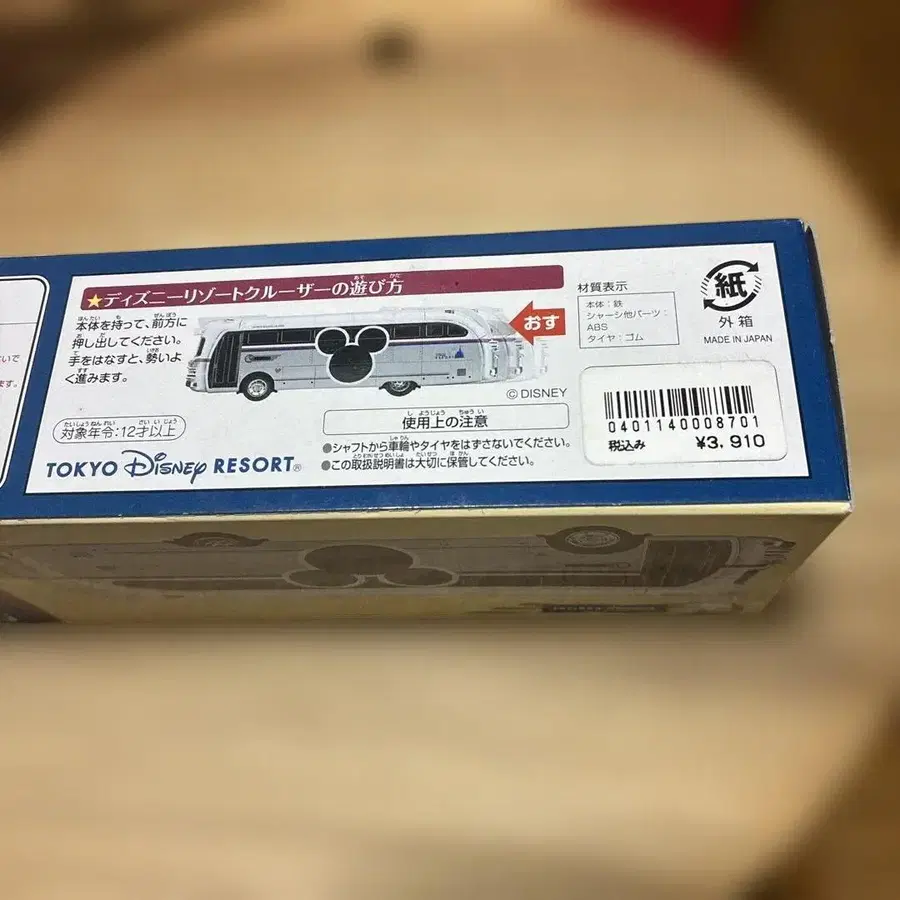 ★ディズニーリゾートクルーザーの遊び方
本体を持って、前方に
押し出してください。
手をはなすと、勢いよ
く進みます。
おす
© DISNEY
対象年令:12才以上
TOKYO Disney RESORT®
使用上の注意
●シャフトから車輪やタイヤをはずさないでください。
●この取扱説明書は大切に保管してください。
材質表示
本体:鉄
シャーシ他パーツ:
ABS
タイヤ:ゴム
紙
外箱
MADE IN JAPAN
0401140008701
税込み ¥3,910
いで
ます。